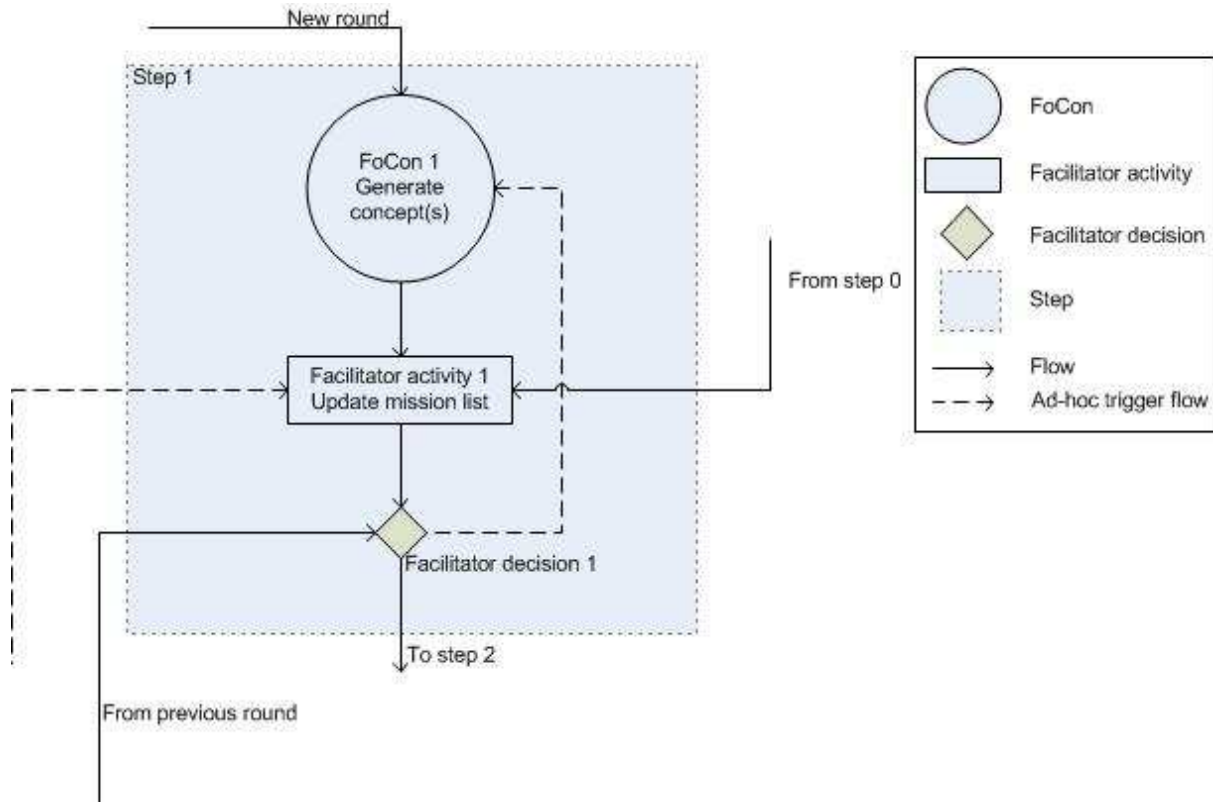 New round
Step 1
FoCon 1
Generate
concept(s)
From step 0
Facilitator activity 1
Update mission list
Facilitator decision 1
To step 2
From previous round
FoCon
Facilitator activity
Facilitator decision
Step
Flow
Ad-hoc trigger flow